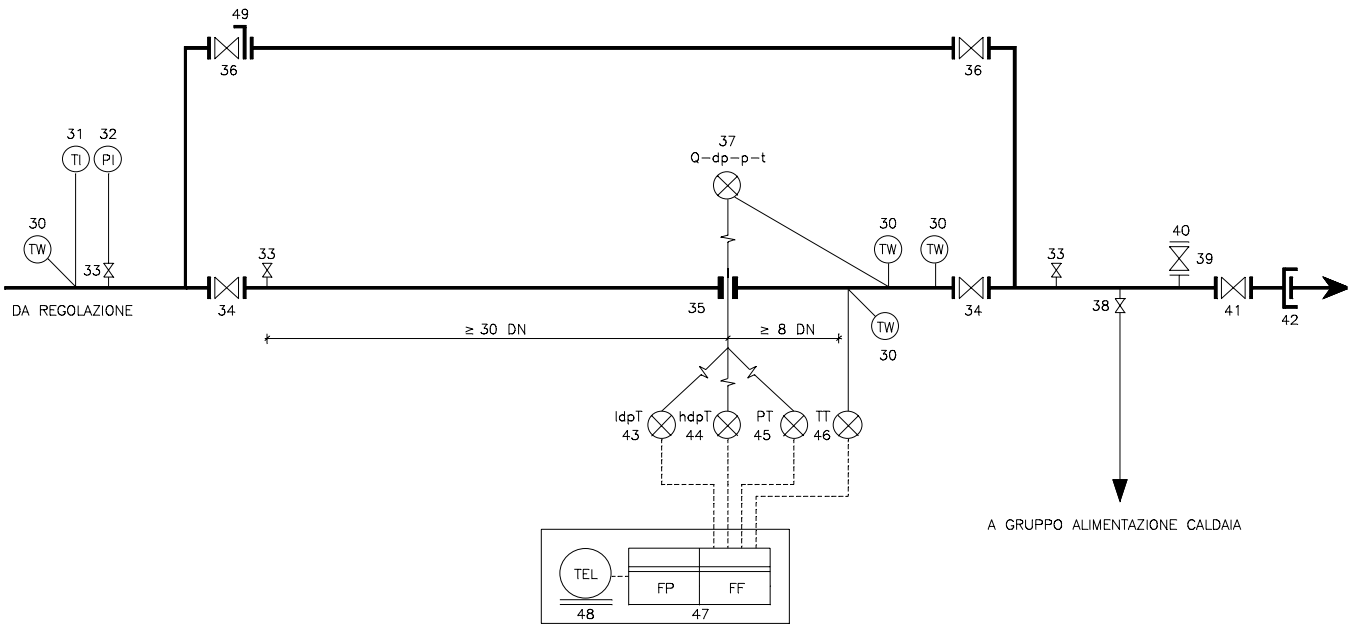 49
36
36
31
32
37
TI
PI
Q-dp-p-t
30
30
30
40
TW
33
33
TW
TW
33
39
DA REGOLAZIONE
34
35
34
38
41
42
≥ 30 DN
≥ 8 DN
TW
30
ldpT
hdpT
PT
TT
43
44
45
46
A GRUPPO ALIMENTAZIONE CALDAIA
TEL
FP
FF
48
47